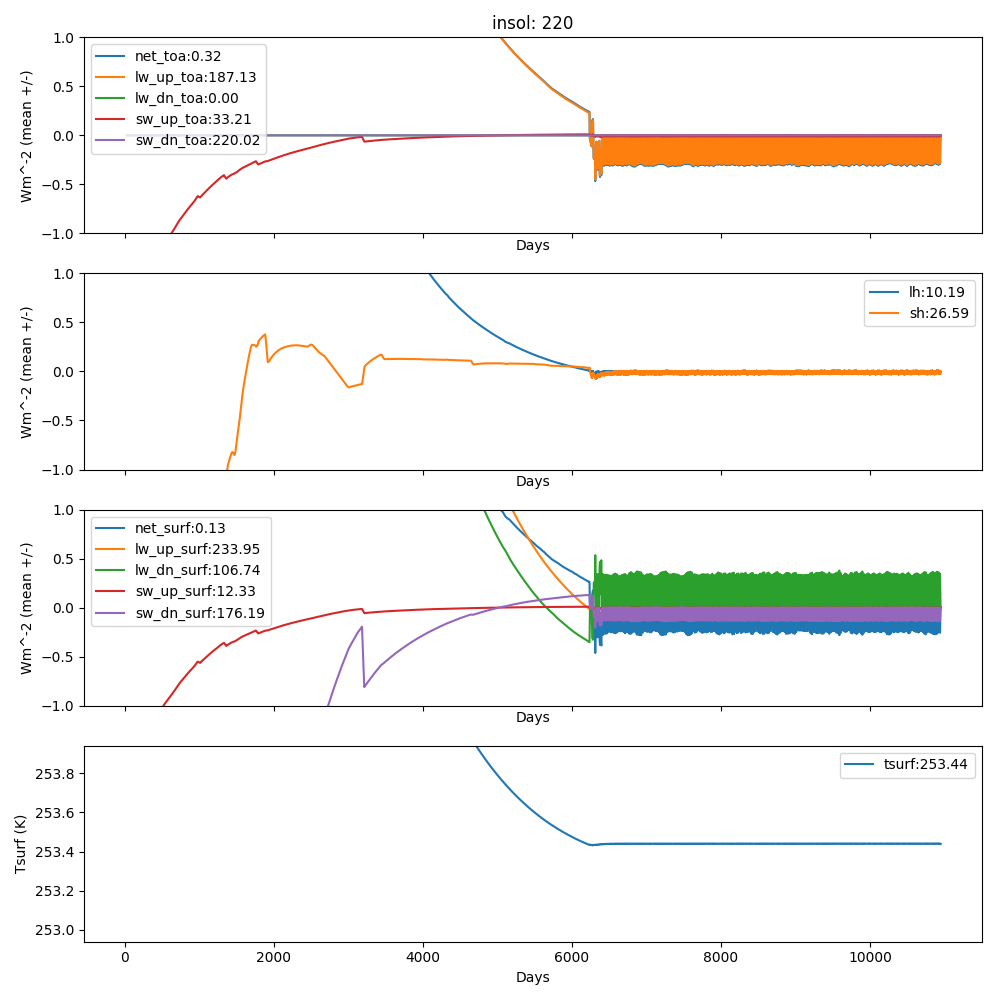 insol: 220
Wm^-2 (mean +/-)
1.0
0.5
0.0
−0.5
−1.0
net_toa:0.32
lw_up_toa:187.13
lw_dn_toa:0.00
sw_up_toa:33.21
sw_dn_toa:220.02
Days
Wm^-2 (mean +/-)
1.0
0.5
0.0
−0.5
−1.0
lh:10.19
sh:26.59
Days
Wm^-2 (mean +/-)
1.0
0.5
0.0
−0.5
−1.0
net_surf:0.13
lw_up_surf:233.95
lw_dn_surf:106.74
sw_up_surf:12.33
sw_dn_surf:176.19
Days
Tsurf (K)
253.8
253.6
253.4
253.2
253.0
tsurf:253.44
0 2000 4000 6000 8000 10000
Days